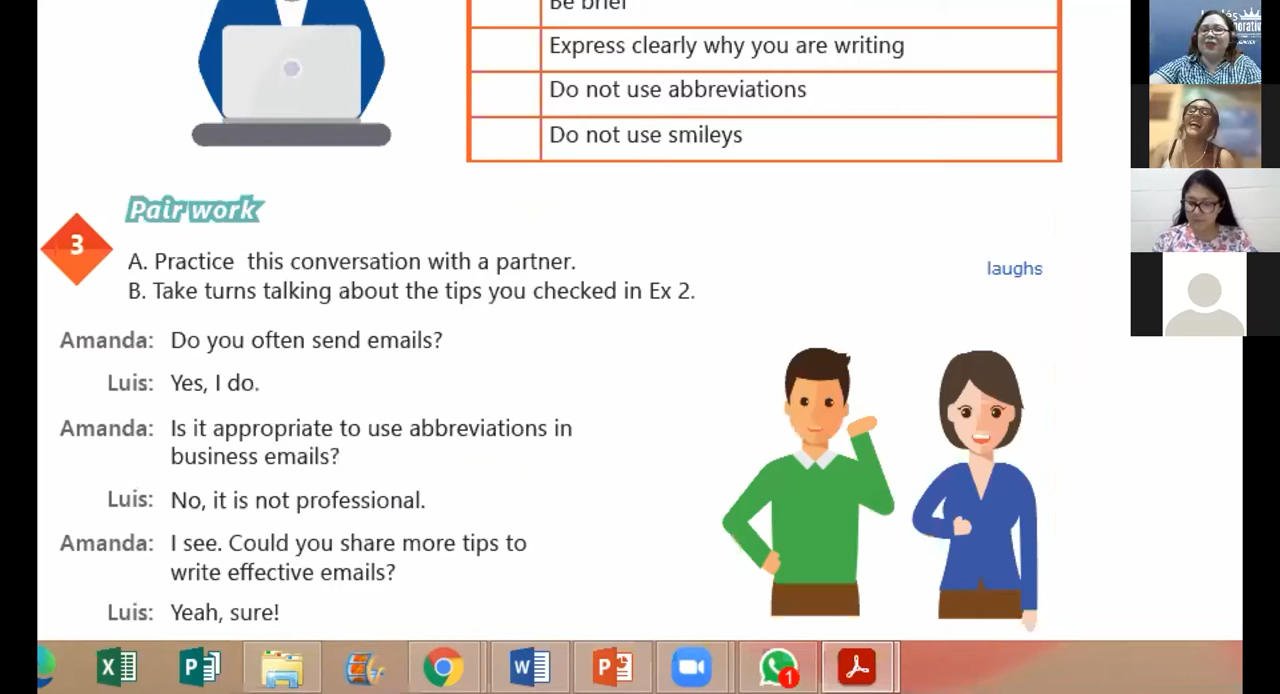 Be brief
Express clearly why you are writing
Do not use abbreviations
Do not use smileys
Pair work
3
A. Practice this conversation with a partner.
B. Take turns talking about the tips you checked in Ex 2.
laughs
Amanda: Do you often send emails?
Luis: Yes, I do.
Amanda: Is it appropriate to use abbreviations in
business emails?
Luis: No, it is not professional.
Amanda: I see. Could you share more tips to
write effective emails?
Luis: Yeah, sure!
X
P
W
P
1